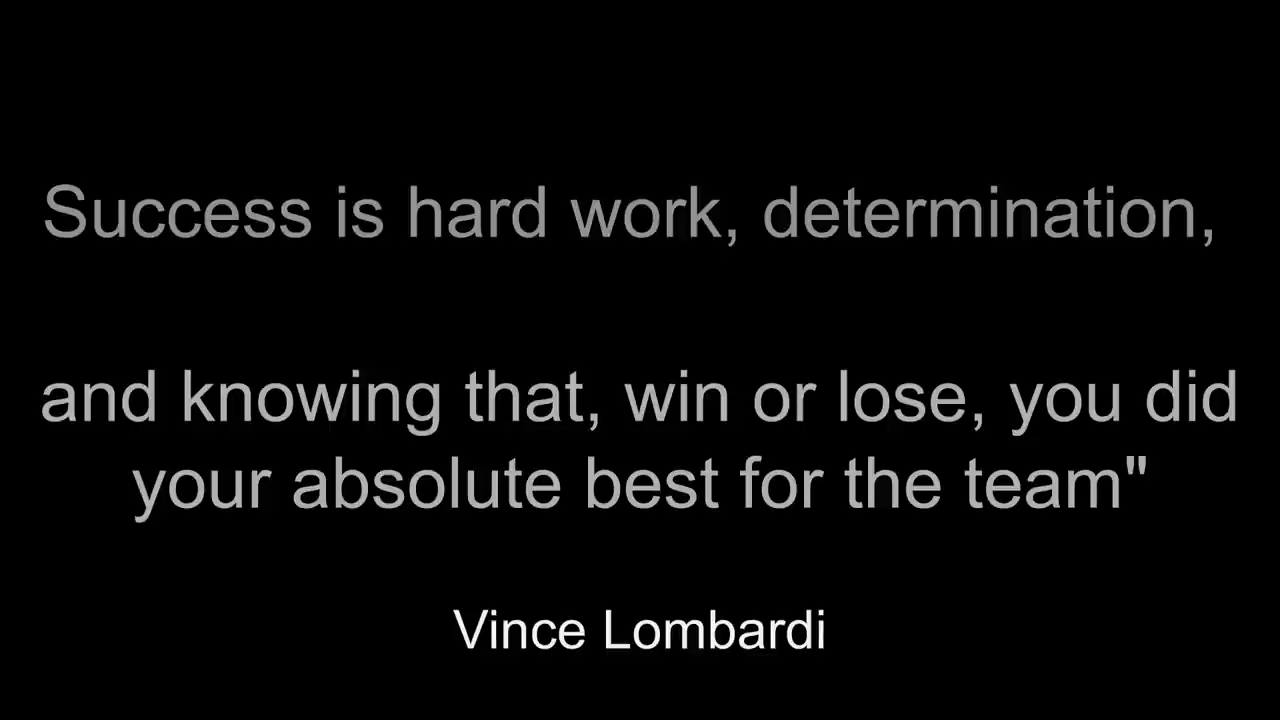 Success is hard work, determination,
and knowing that, win or lose, you did
your absolute best for the team"
Vince Lombardi